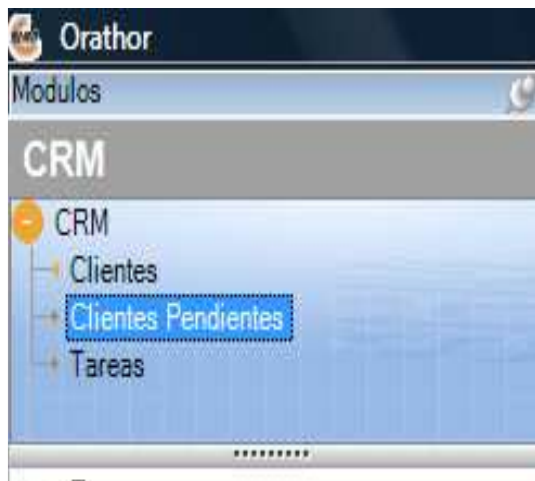 Orathor
Modulos
CRM
CRM
Clientes
Clientes Pendientes
Tareas